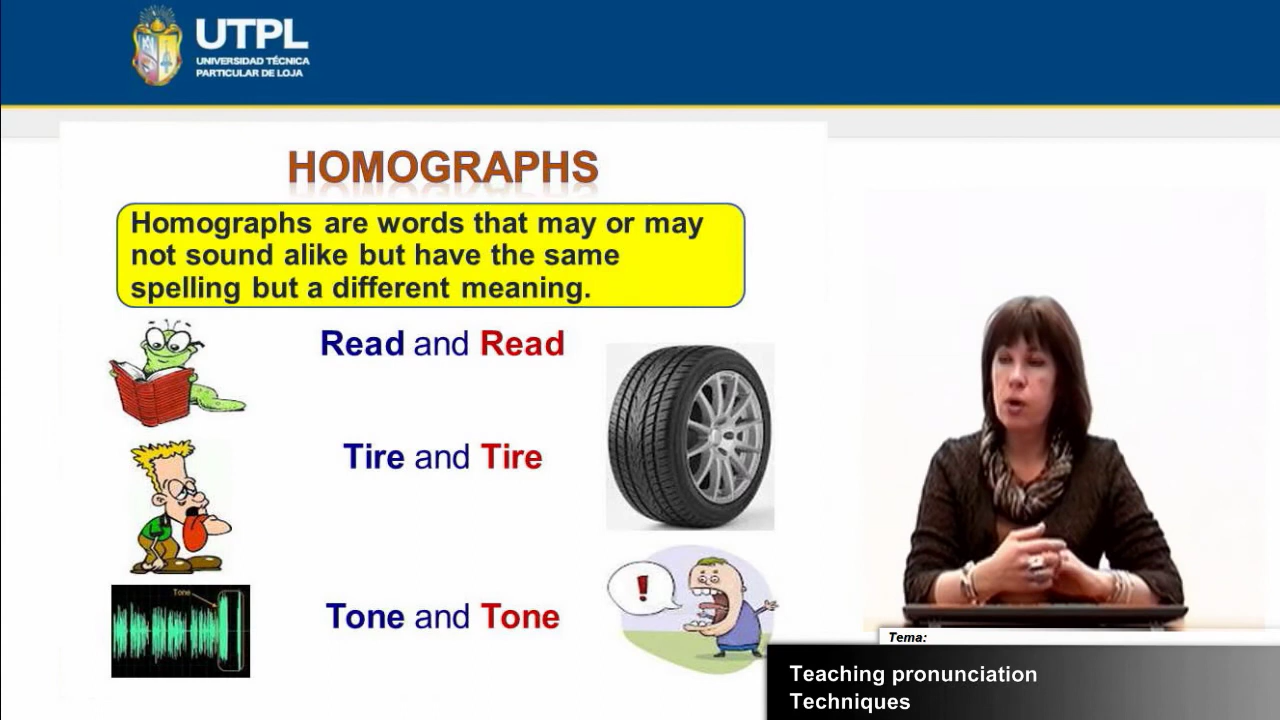 UTPL
UNIVERSIDAD TÉCNICA
PARTICULAR DE LOJA
HOMOGRAPHS
Homographs are words that may or may
not sound alike but have the same
spelling but a different meaning.
Read and Read
Tire and Tire
Tone
!
Tone and Tone
Tema:
Teaching pronunciation
Techniques